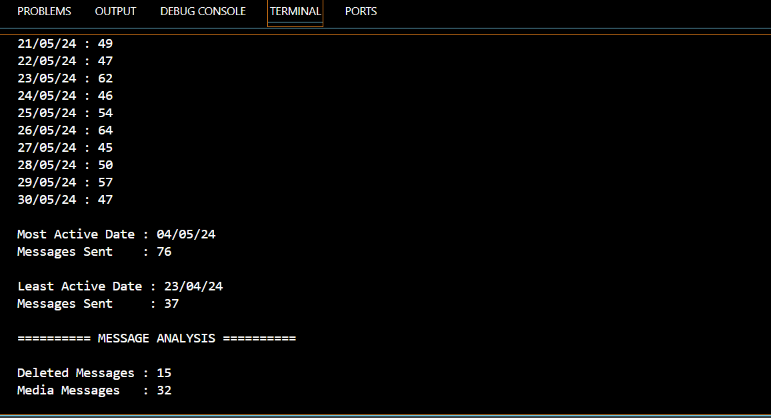 PROBLEMS OUTPUT DEBUG CONSOLE TERMINAL PORTS
21/05/24 : 49
22/05/24 : 47
23/05/24 : 62
24/05/24 : 46
25/05/24 : 54
26/05/24 : 64
27/05/24 : 45
28/05/24 : 50
29/05/24 : 57
30/05/24 : 47
Most Active Date : 04/05/24
Messages Sent    : 76
Least Active Date : 23/04/24
Messages Sent     : 37
========== MESSAGE ANALYSIS ==========
Deleted Messages : 15
Media Messages   : 32